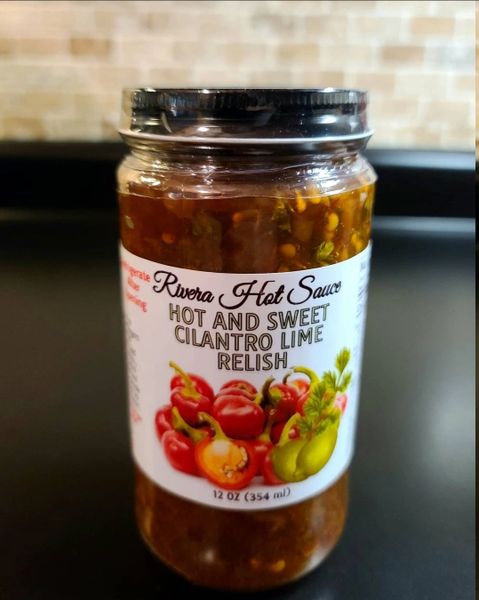 Rivera Hot Sauce
HOT AND SWEET
CILANTRO LIME
RELISH
12 OZ (354 ml)